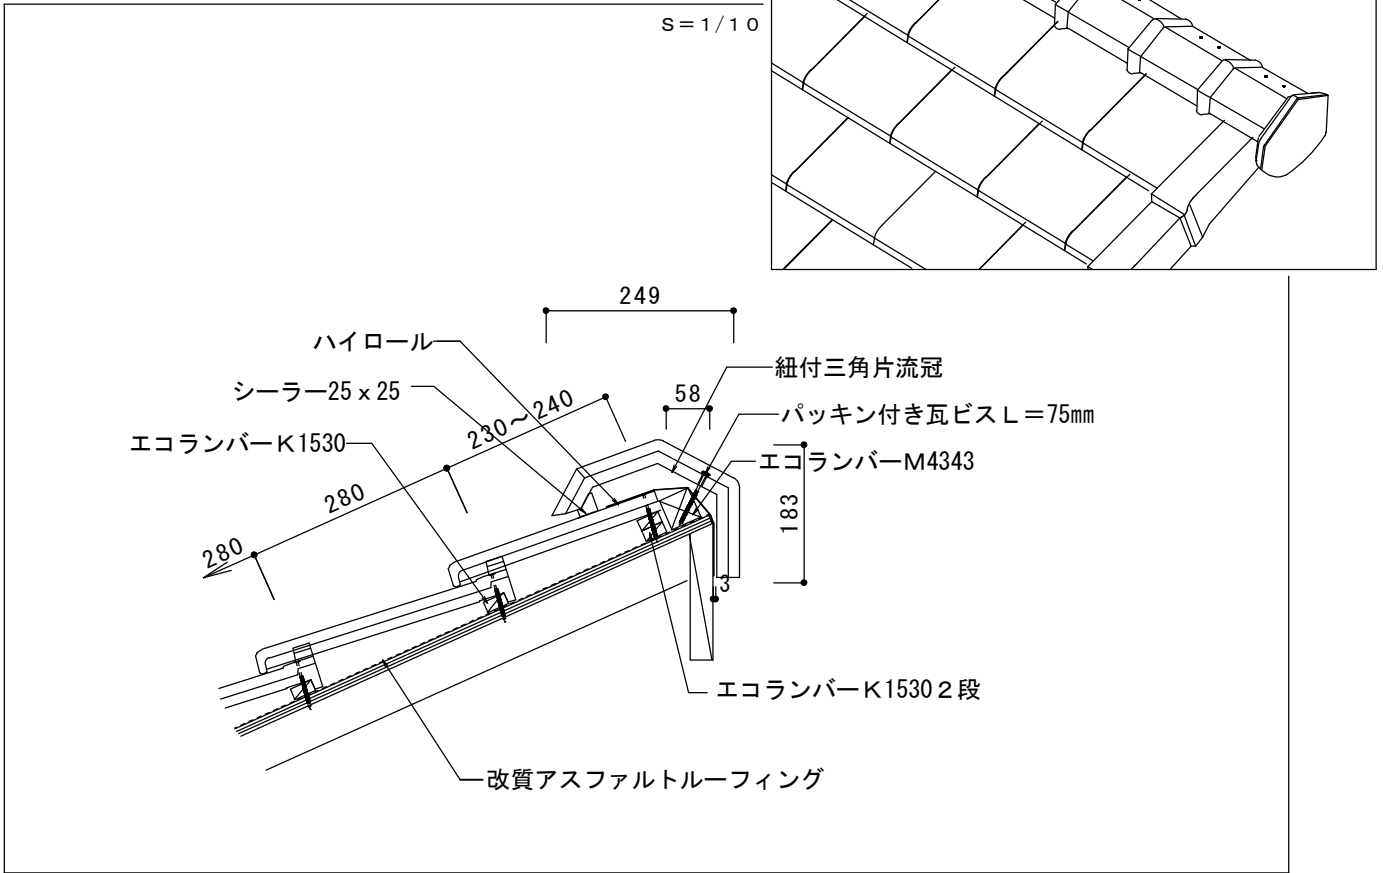 S=1/10
249
ハイロール
紐付三角片流冠
シーラー25x25
58
230～240
パッキン付き瓦ビスL=75mm
エコランバーK1530
エコランバーM4343
280
183
280
3
エコランバーK15302段
改質アスファルトルーフィング